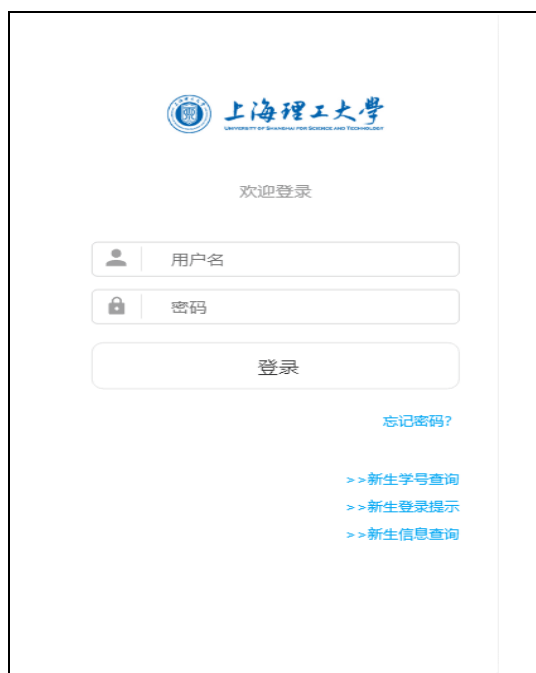 上海理工大學
UNIVERSITY OF SHANGHAI FOR SCIENCE AND TECHNOLOGY
欢迎登录
用户名
密码
登录
忘记密码?
>>新生学号查询
>>新生登录提示
>>新生信息查询